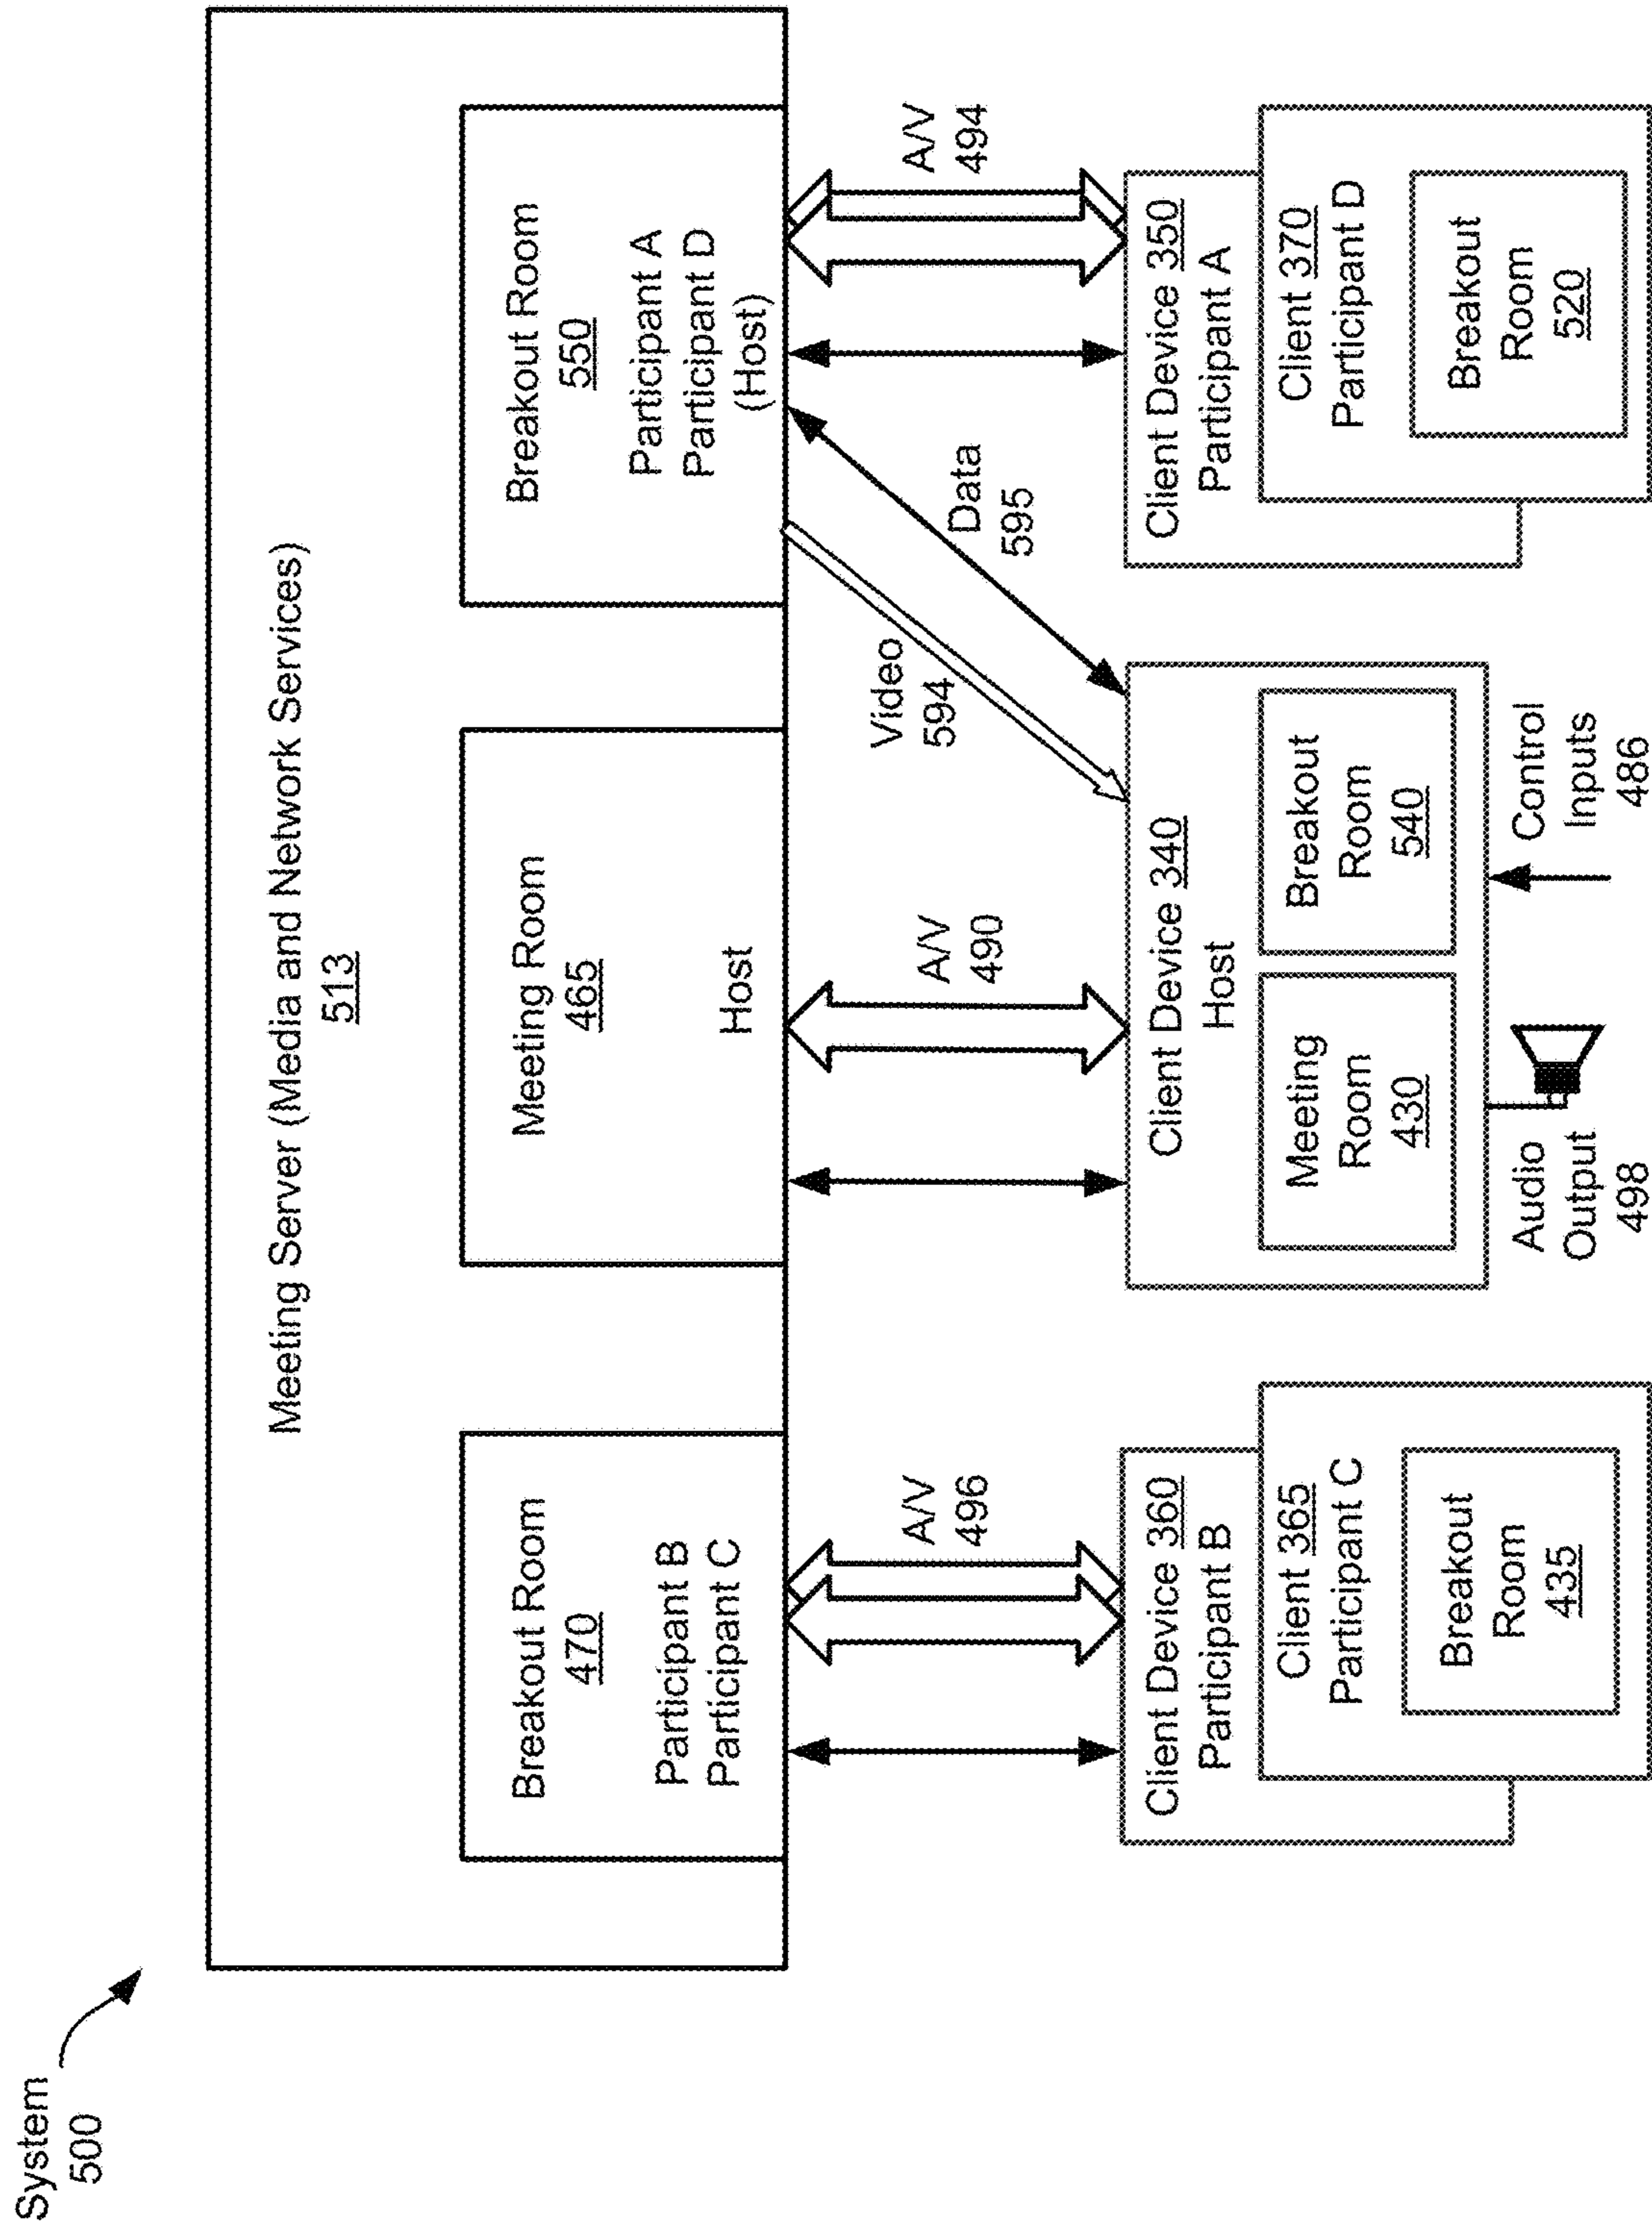 System
500
Meeting Server (Media and Network Services)
513
Breakout Room
470
Participant B
Participant C
Meeting Room
465
Host
Breakout Room
550
Participant A
Participant D
(Host)
A/V
496
A/V
490
Video
594
Data
595
A/V
494
Client Device 360
Participant B
Client 365
Participant C
Breakout
Room
435
Client Device 340
Host
Meeting
Room
430
Breakout
Room
540
Audio
Output
498
Control
Inputs
486
Client Device 350
Participant A
Client 370
Participant D
Breakout
Room
520